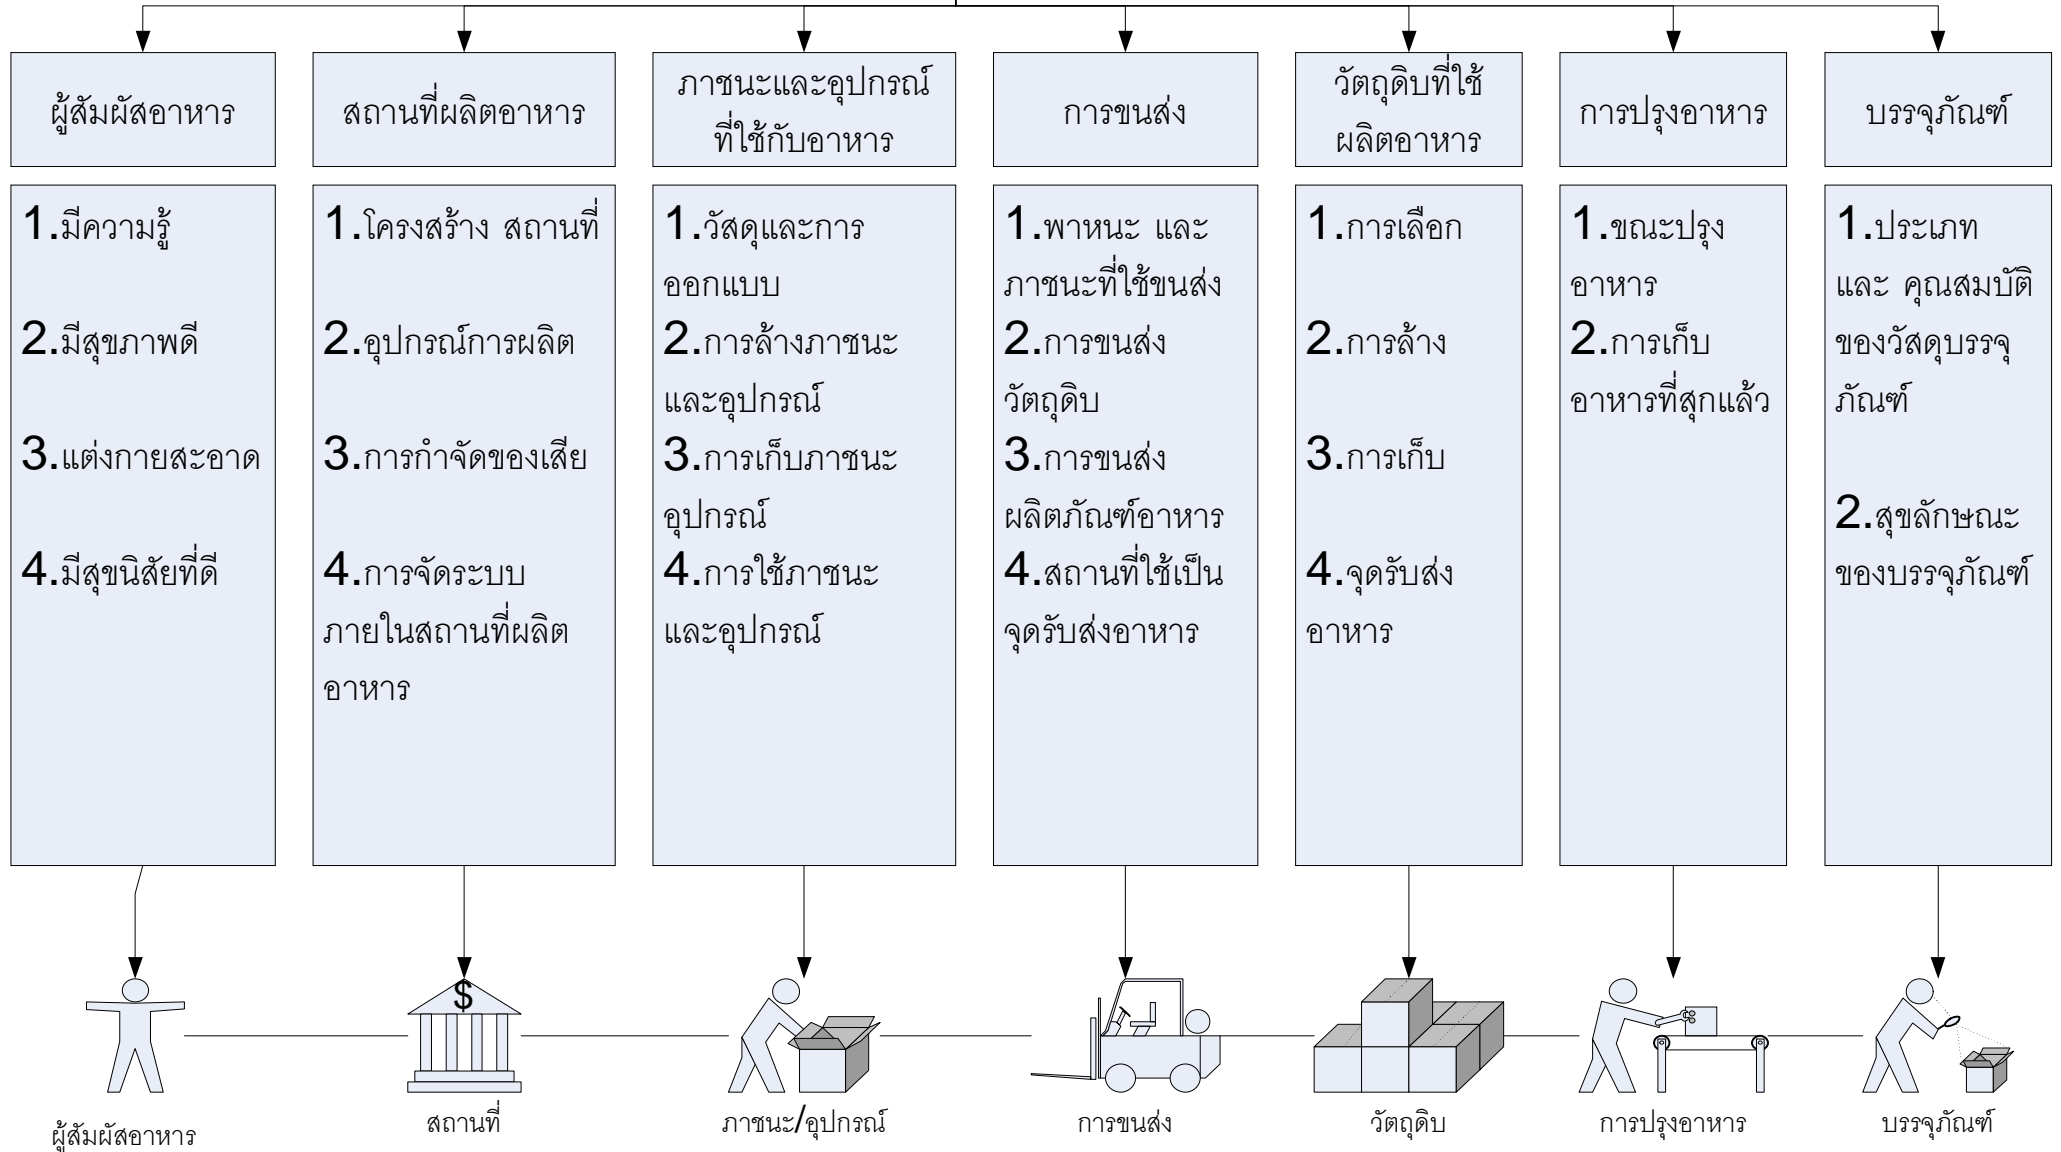 ผู้สัมผัสอาหาร
สถานที่ผลิตอาหาร
ภาชนะและอุปกรณ์
ที่ใช้กับอาหาร
การขนส่ง
วัตถุดิบที่ใช้
ผลิตอาหาร
การปรุงอาหาร
บรรจุภัณฑ์
1.มีความรู้
2.มีสุขภาพดี
3.แต่งกายสะอาด
4.มีสุขนิสัยที่ดี
1.โครงสร้าง สถานที่
2.อุปกรณ์การผลิต
3.การกำจัดของเสีย
4.การจัดระบบ
ภายในสถานที่ผลิต
อาหาร
1.วัสดุและการ
ออกแบบ
2.การล้างภาชนะ
และอุปกรณ์
3.การเก็บภาชนะ
อุปกรณ์
4.การใช้ภาชนะ
และอุปกรณ์
1.พาหนะ และ
ภาชนะที่ใช้ขนส่ง
2.การขนส่ง
วัตถุดิบ
3.การขนส่ง
ผลิตภัณฑ์อาหาร
4.สถานที่ใช้เป็น
จุดรับส่งอาหาร
1.การเลือก
2.การล้าง
3.การเก็บ
4.จุดรับส่ง
อาหาร
1.ขณะปรุง
อาหาร
2.การเก็บ
อาหารที่สุกแล้ว
1.ประเภท
และ คุณสมบัติ
ของวัสดุบรรจุ
ภัณฑ์
2.สุขลักษณะ
ของบรรจุภัณฑ์
$
ผู้สัมผัสอาหาร
สถานที่
ภาชนะ/อุปกรณ์
การขนส่ง
วัตถุดิบ
การปรุงอาหาร
บรรจุภัณฑ์